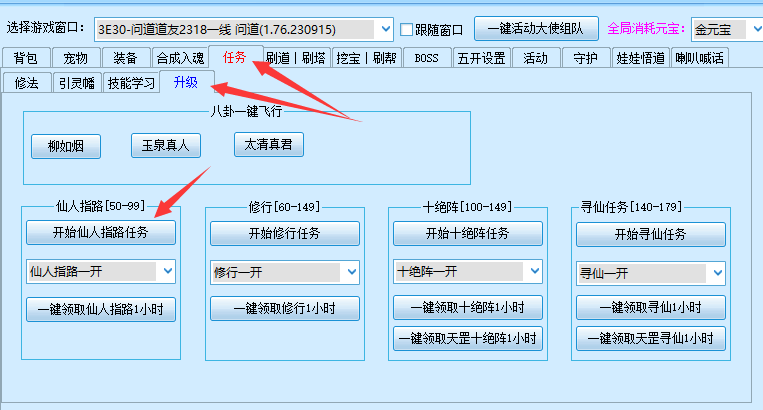 选择游戏窗口: 3E30-问道道友2318一线 问道(1.76.230915) 跟随窗口 一键活动大使组队 全局消耗元宝: 金元宝
背包 宠物 装备 合成入魂 任务 刷道 | 刷塔 挖宝 | 刷帮 BOSS 五开设置 活动 守护 娃娃悟道 喇叭喊话
修法 引灵幡 技能学习 升级
八卦一键飞行
柳如烟 玉泉真人 太清真君
仙人指路[50-99] 修行[60-149] 十绝阵[100-149] 寻仙任务[140-179]
开始仙人指路任务 开始修行任务 开始十绝阵任务 开始寻仙任务
仙人指路一开 修行一开 十绝阵一开 寻仙一开
一键领取仙人指路1小时 一键领取修行1小时 一键领取十绝阵1小时 一键领取寻仙1小时
一键领取天罡十绝阵1小时 一键领取天罡寻仙1小时